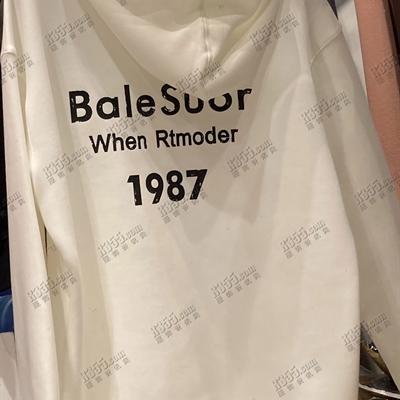 BaleSuor
When Rtmoder
1987